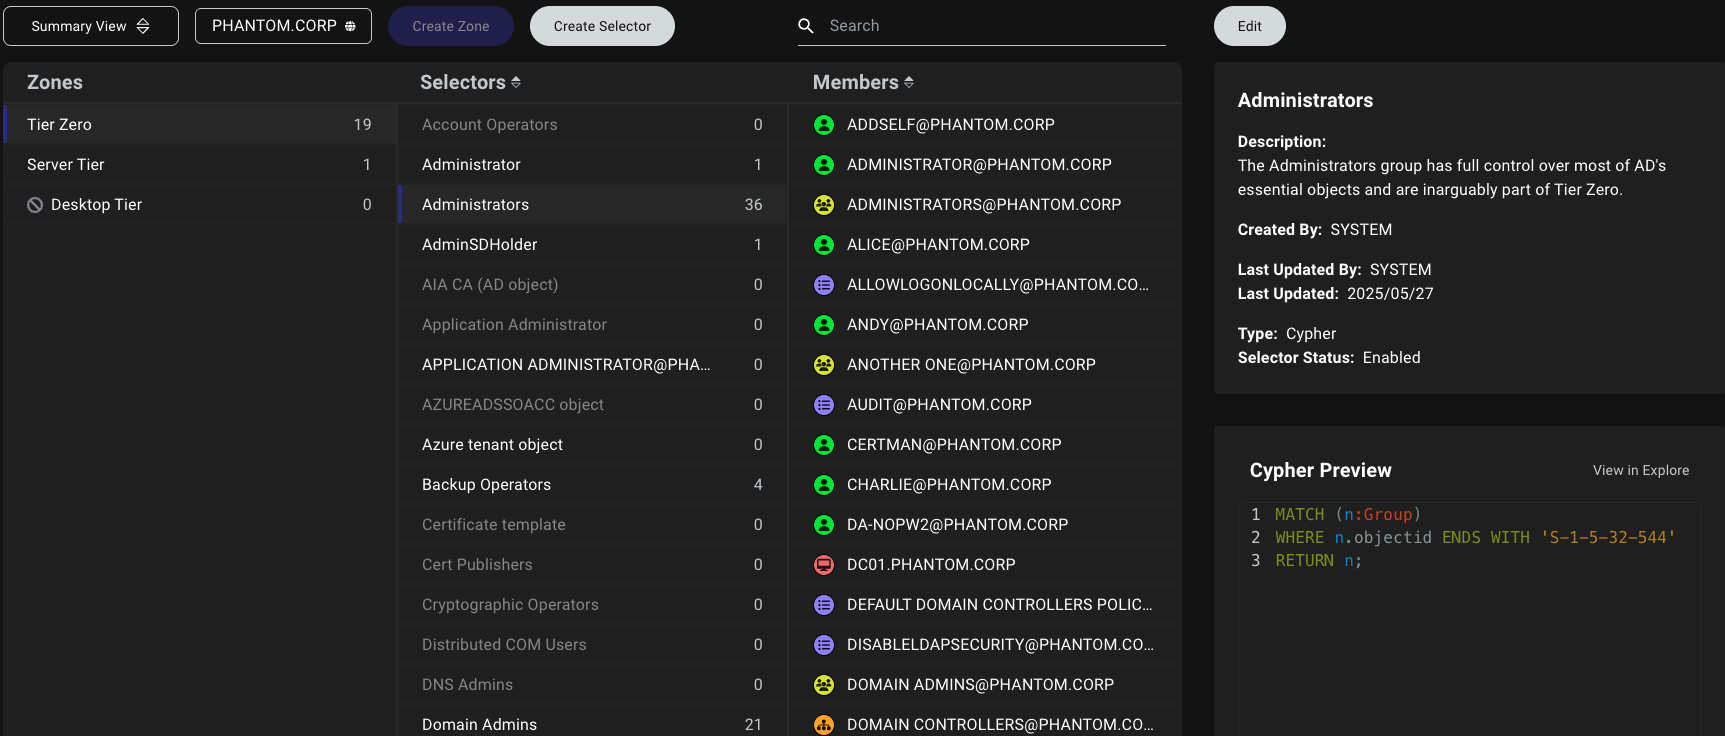 Summary View
PHANTOM.CORP
Create Zone
Create Selector
Search
Edit
Zones
Tier Zero 19
Server Tier 1
Desktop Tier 0
Selectors
Account Operators 0
Administrator 1
Administrators 36
AdminSDHolder 1
AIA CA (AD object) 0
Application Administrator 0
APPLICATION ADMINISTRATOR@PHA... 0
AZUREADSSOACC object 0
Azure tenant object 0
Backup Operators 4
Certificate template 0
Cert Publishers 0
Cryptographic Operators 0
Distributed COM Users 0
DNS Admins 0
Domain Admins 21
Members
ADDSELF@PHANTOM.CORP
ADMINISTRATOR@PHANTOM.CORP
ADMINISTRATORS@PHANTOM.CORP
ALICE@PHANTOM.CORP
ALLOWLOGONLOCALLY@PHANTOM.CO...
ANDY@PHANTOM.CORP
ANOTHER ONE@PHANTOM.CORP
AUDIT@PHANTOM.CORP
CERTMAN@PHANTOM.CORP
CHARLIE@PHANTOM.CORP
DA-NOPW2@PHANTOM.CORP
DC01.PHANTOM.CORP
DEFAULT DOMAIN CONTROLLERS POLIC...
DISABLELDAPSECURITY@PHANTOM.CO...
DOMAIN ADMINS@PHANTOM.CORP
DOMAIN CONTROLLERS@PHANTOM.CO...
Administrators
Description:
The Administrators group has full control over most of AD's
essential objects and are inarguably part of Tier Zero.
Created By: SYSTEM
Last Updated By: SYSTEM
Last Updated: 2025/05/27
Type: Cypher
Selector Status: Enabled
Cypher Preview
View in Explore
1 MATCH (n:Group)
2 WHERE n.objectid ENDS WITH 'S-1-5-32-544'
3 RETURN n;